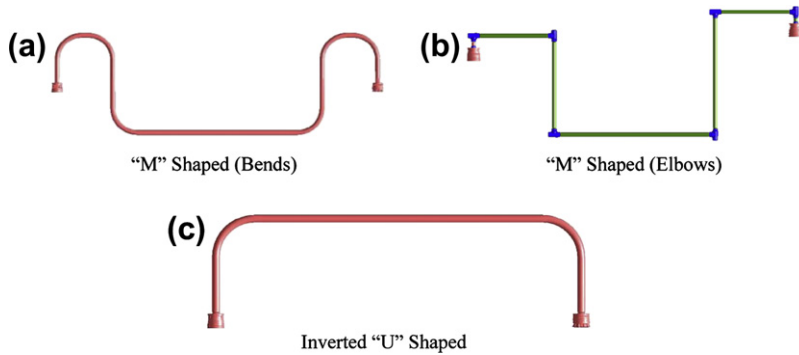 (a)
(b)
“M” Shaped (Bends)
“M” Shaped (Elbows)
(c)
Inverted “U” Shaped